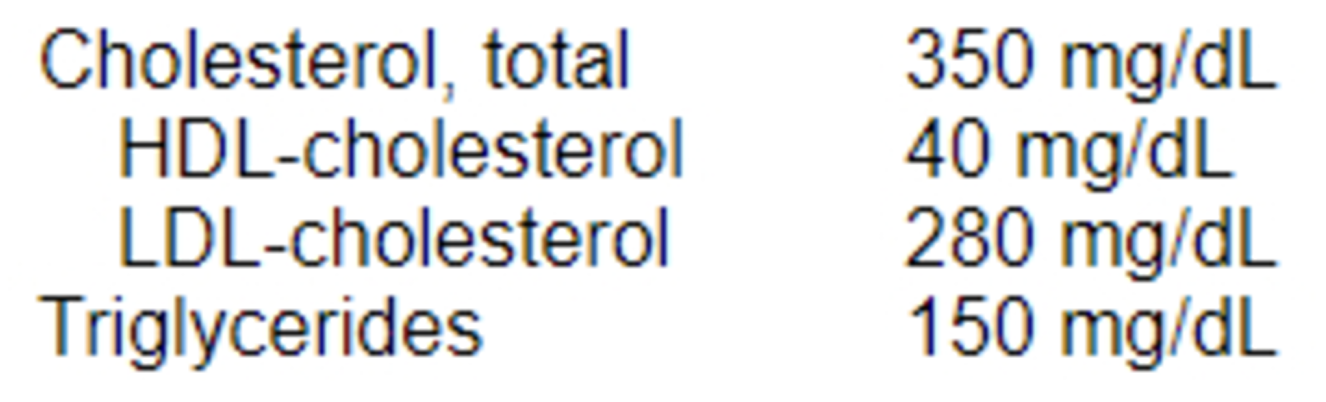 Cholesterol, total 350 mg/dL
HDL-cholesterol 40 mg/dL
LDL-cholesterol 280 mg/dL
Triglycerides 150 mg/dL